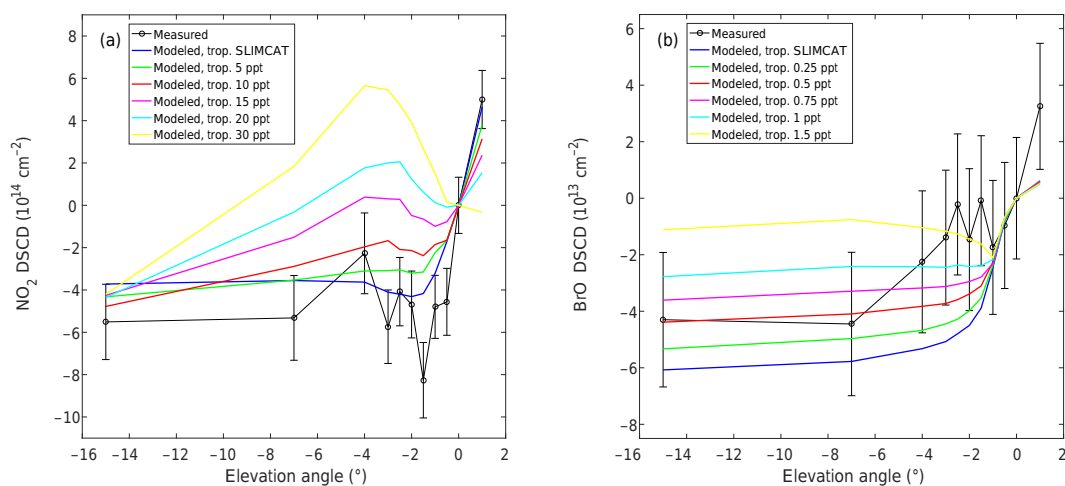 (a)
Measured
Modeled, trop. SLIMCAT
Modeled, trop. 5 ppt
Modeled, trop. 10 ppt
Modeled, trop. 15 ppt
Modeled, trop. 20 ppt
Modeled, trop. 30 ppt
NO₂ DSCD (10¹⁴ cm⁻²)
8
6
4
2
0
−2
−4
−6
−8
−10
−16 −14 −12 −10 −8 −6 −4 −2 0 2
Elevation angle (°)
(b)
Measured
Modeled, trop. SLIMCAT
Modeled, trop. 0.25 ppt
Modeled, trop. 0.5 ppt
Modeled, trop. 0.75 ppt
Modeled, trop. 1 ppt
Modeled, trop. 1.5 ppt
BrO DSCD (10¹³ cm⁻²)
6
4
2
0
−2
−4
−6
−8
−16 −14 −12 −10 −8 −6 −4 −2 0 2
Elevation angle (°)